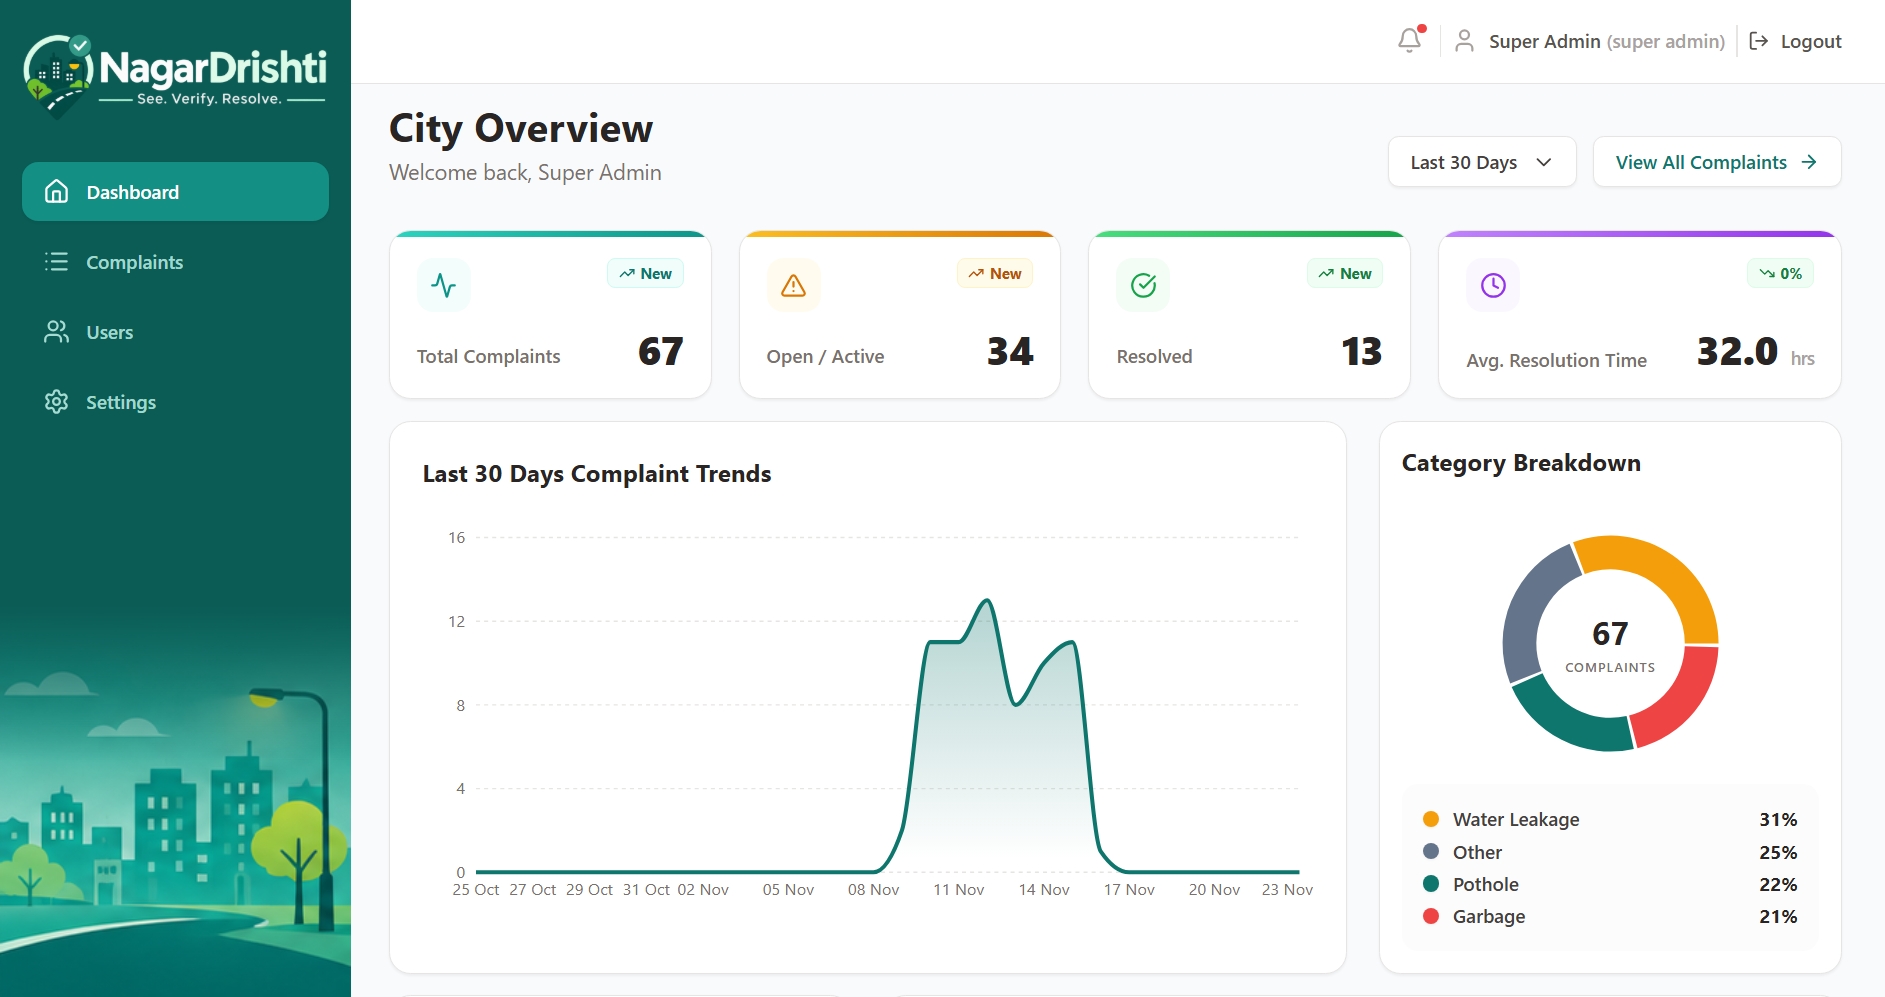 NagarDrishti
See. Verify. Resolve.
Dashboard
Complaints
Users
Settings
Super Admin (super admin)
Logout
City Overview
Welcome back, Super Admin
Last 30 Days
View All Complaints
New
Total Complaints 67
New
Open / Active 34
New
Resolved 13
0%
Avg. Resolution Time 32.0 hrs
Last 30 Days Complaint Trends
16
12
8
4
0
25 Oct 27 Oct 29 Oct 31 Oct 02 Nov 05 Nov 08 Nov 11 Nov 14 Nov 17 Nov 20 Nov 23 Nov
Category Breakdown
67
COMPLAINTS
Water Leakage 31%
Other 25%
Pothole 22%
Garbage 21%